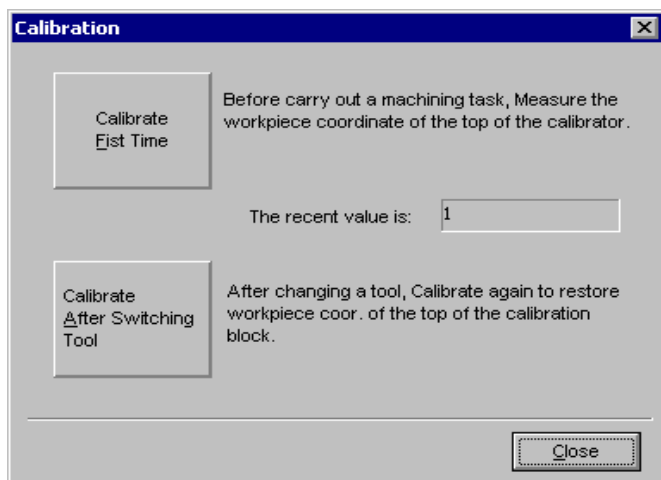 Calibration
Calibrate
Fist Time
Before carry out a machining task, Measure the
workpiece coordinate of the top of the calibrator.
The recent value is:
1
Calibrate
After Switching
Tool
After changing a tool, Calibrate again to restore
workpiece coor. of the top of the calibration
block.
Close